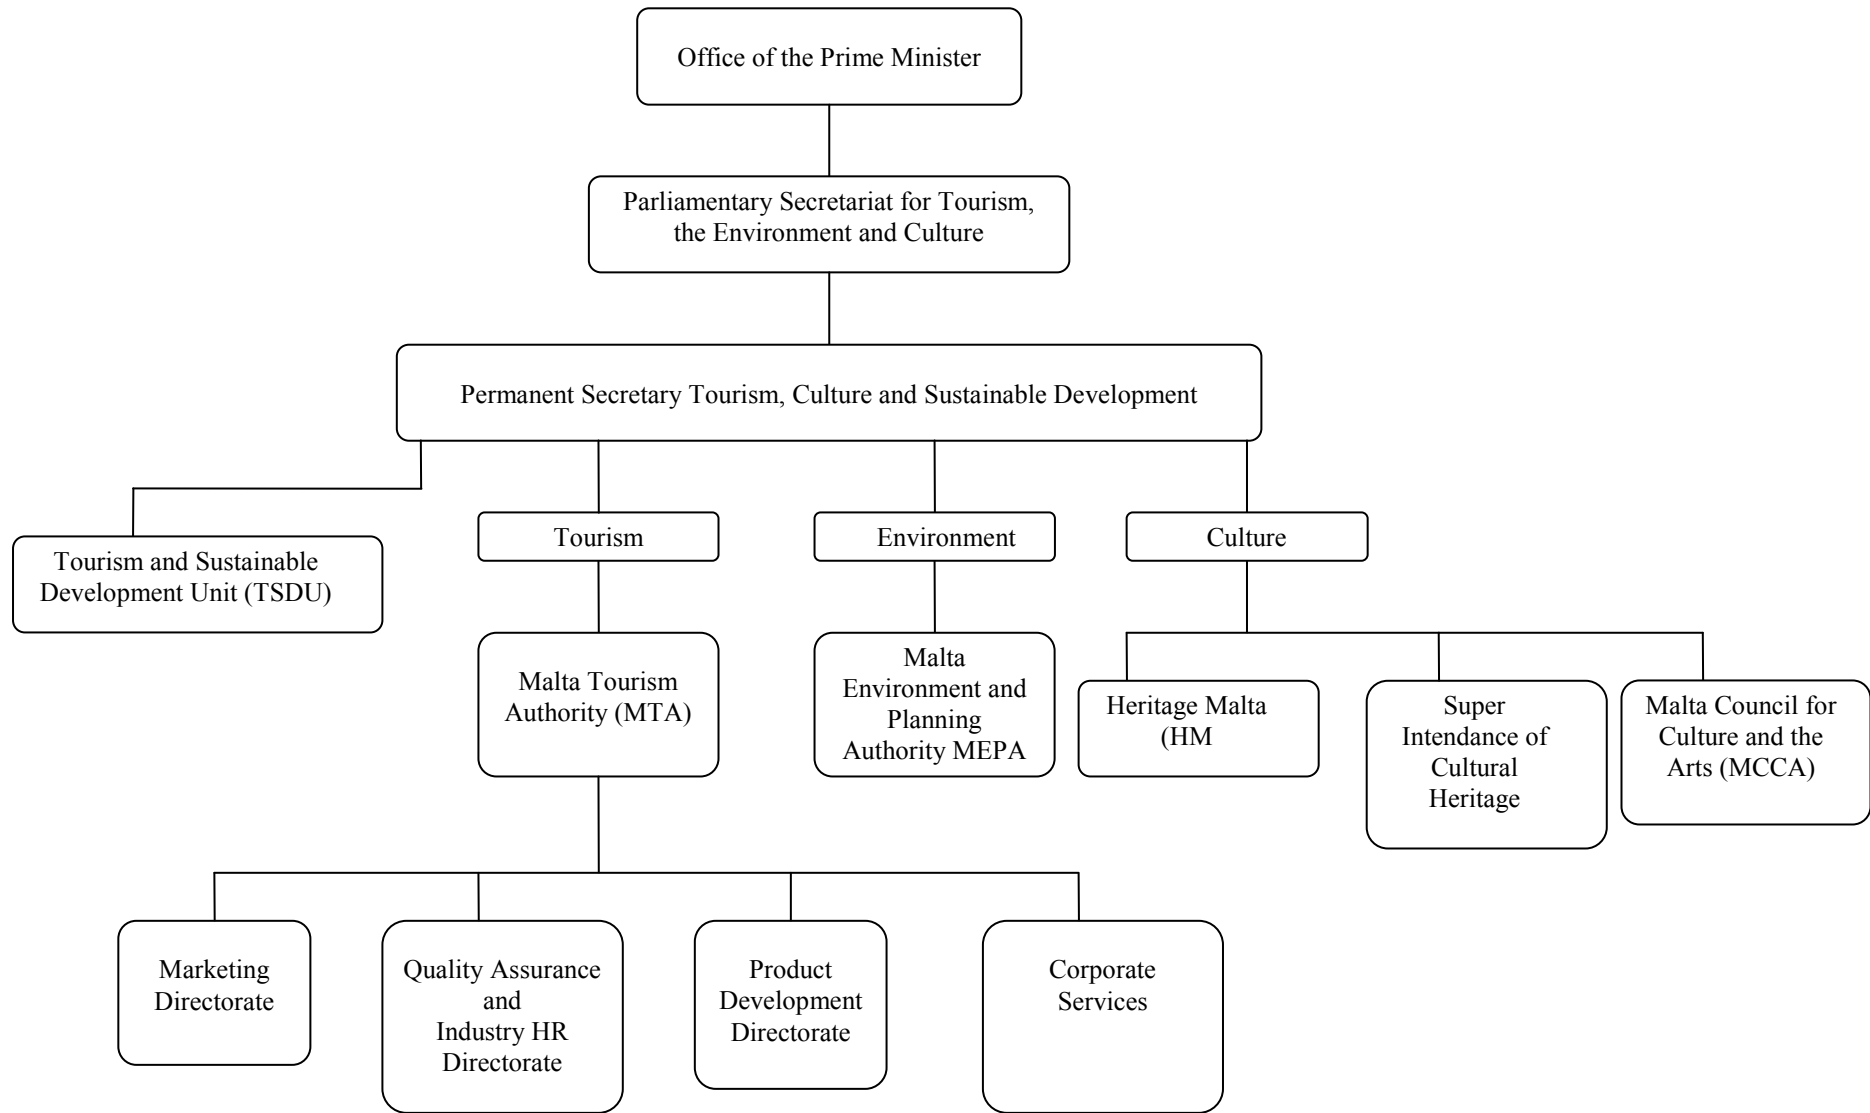 Office of the Prime Minister
Parliamentary Secretariat for Tourism,
the Environment and Culture
Permanent Secretary Tourism, Culture and Sustainable Development
Tourism and Sustainable
Development Unit (TSDU)
Tourism
Environment
Culture
Malta Tourism
Authority (MTA)
Malta
Environment and
Planning
Authority MEPA
Heritage Malta
(HM
Super
Intendance of
Cultural
Heritage
Malta Council for
Culture and the
Arts (MCCA)
Marketing
Directorate
Quality Assurance
and
Industry HR
Directorate
Product
Development
Directorate
Corporate
Services